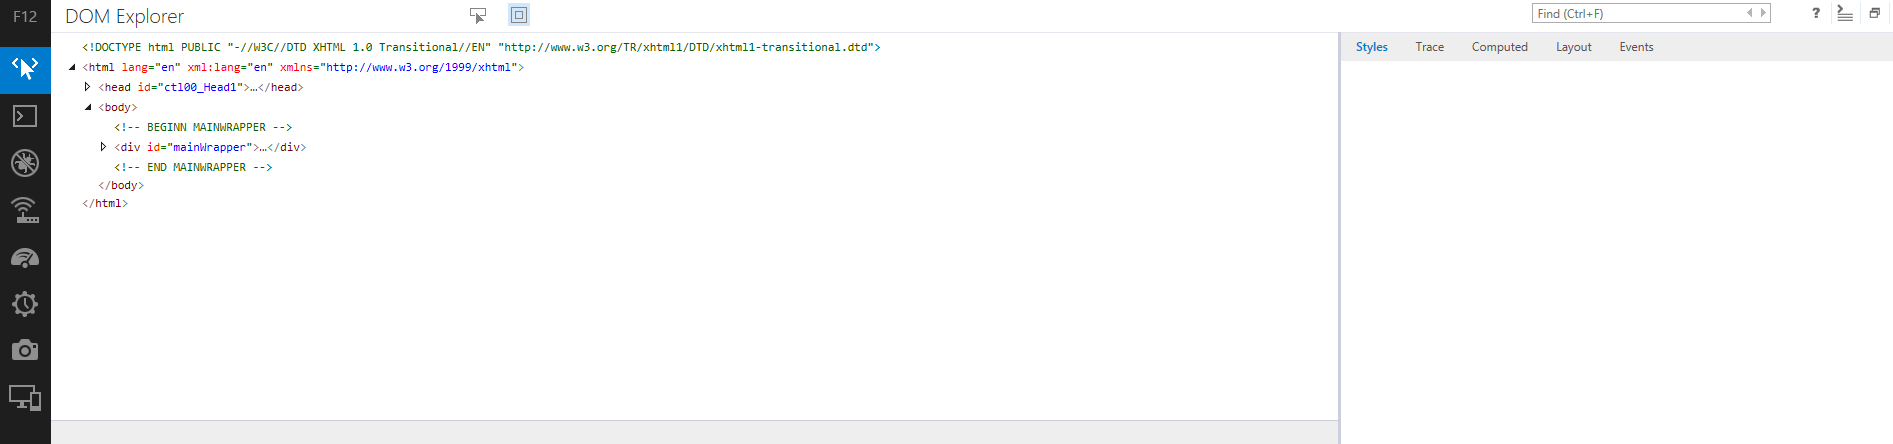 F12 DOM Explorer Find (Ctrl+F) ?
<!DOCTYPE html PUBLIC "-//W3C//DTD XHTML 1.0 Transitional//EN" "http://www.w3.org/TR/xhtml1/DTD/xhtml1-transitional.dtd">
<html lang="en" xml:lang="en" xmlns="http://www.w3.org/1999/xhtml">
<head id="ctl00_Head1">…</head>
<body>
<!-- BEGINN MAINWRAPPER -->
<div id="mainWrapper">…</div>
<!-- END MAINWRAPPER -->
</body>
</html>
Styles Trace Computed Layout Events